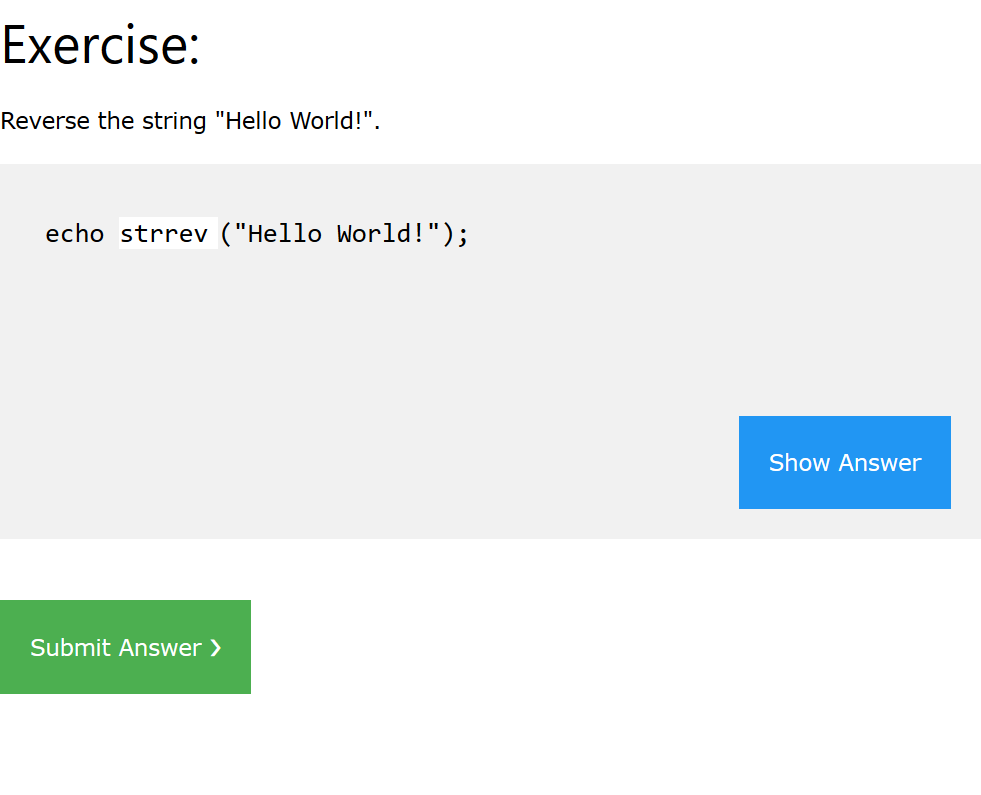 Exercise:
Reverse the string "Hello World!".
echo strrev ("Hello World!");
Show Answer
Submit Answer ❯